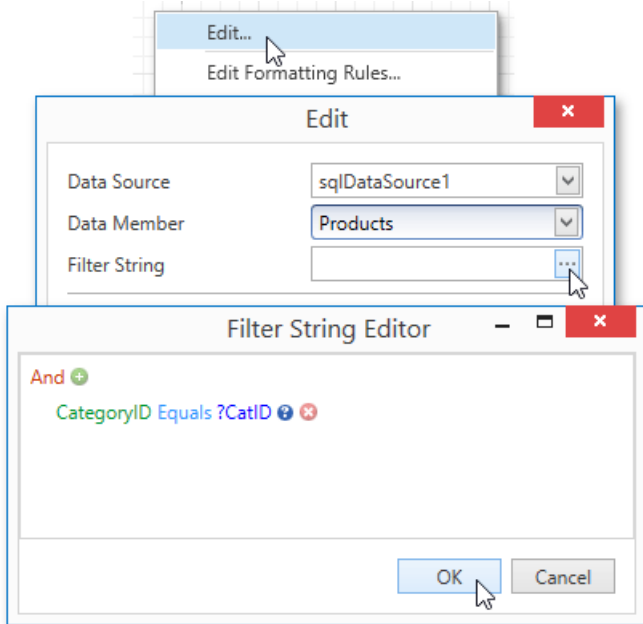 Edit...
Edit Formatting Rules...
Edit
Data Source sqlDataSource1
Data Member Products
Filter String
Filter String Editor
And
CategoryID Equals ?CatID
OK Cancel